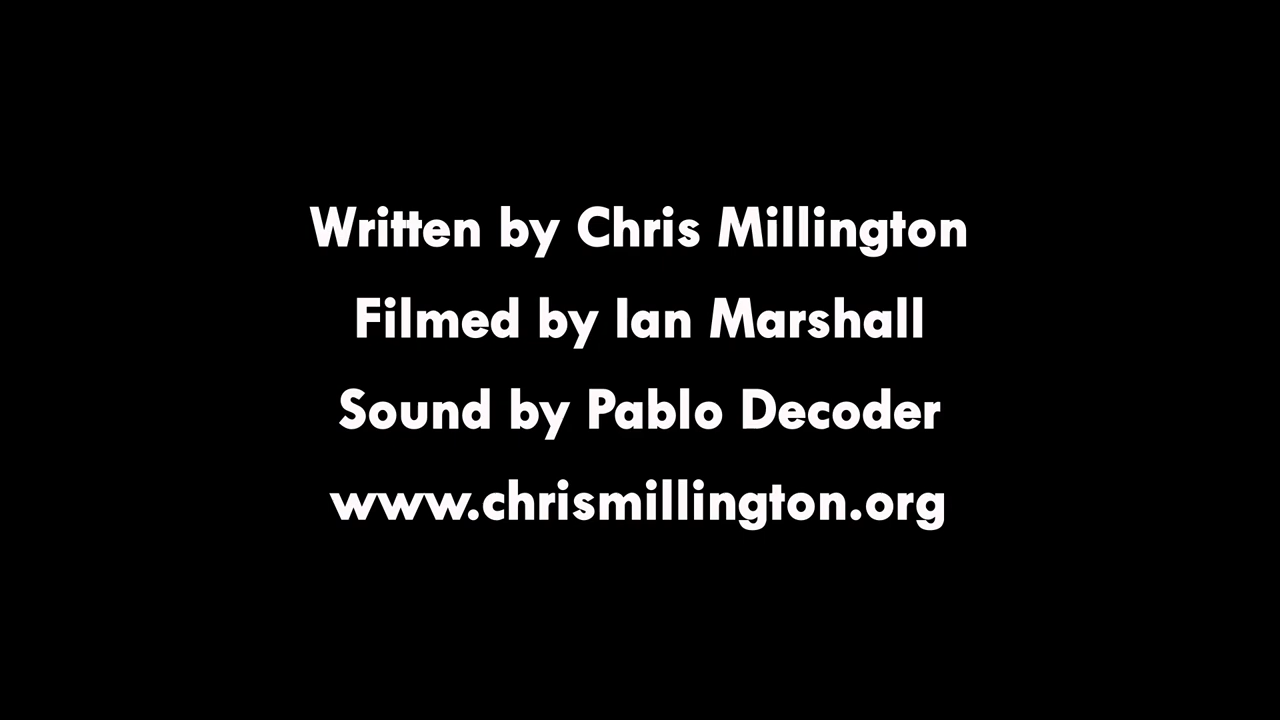 Written by Chris Millington
Filmed by Ian Marshall
Sound by Pablo Decoder
www.chrismillington.org